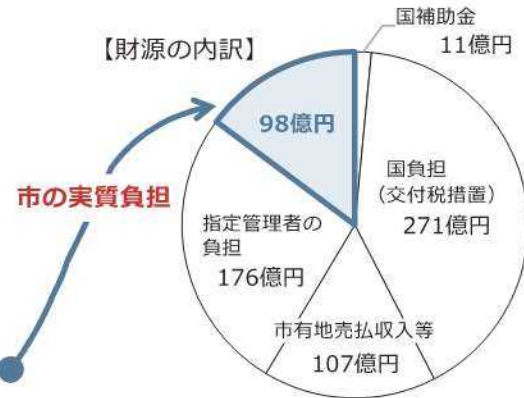 【財源の内訳】
国補助金
11億円
98億円
市の実質負担
国負担
(交付税措置)
271億円
指定管理者の
負担
176億円
市有地売払収入等
107億円